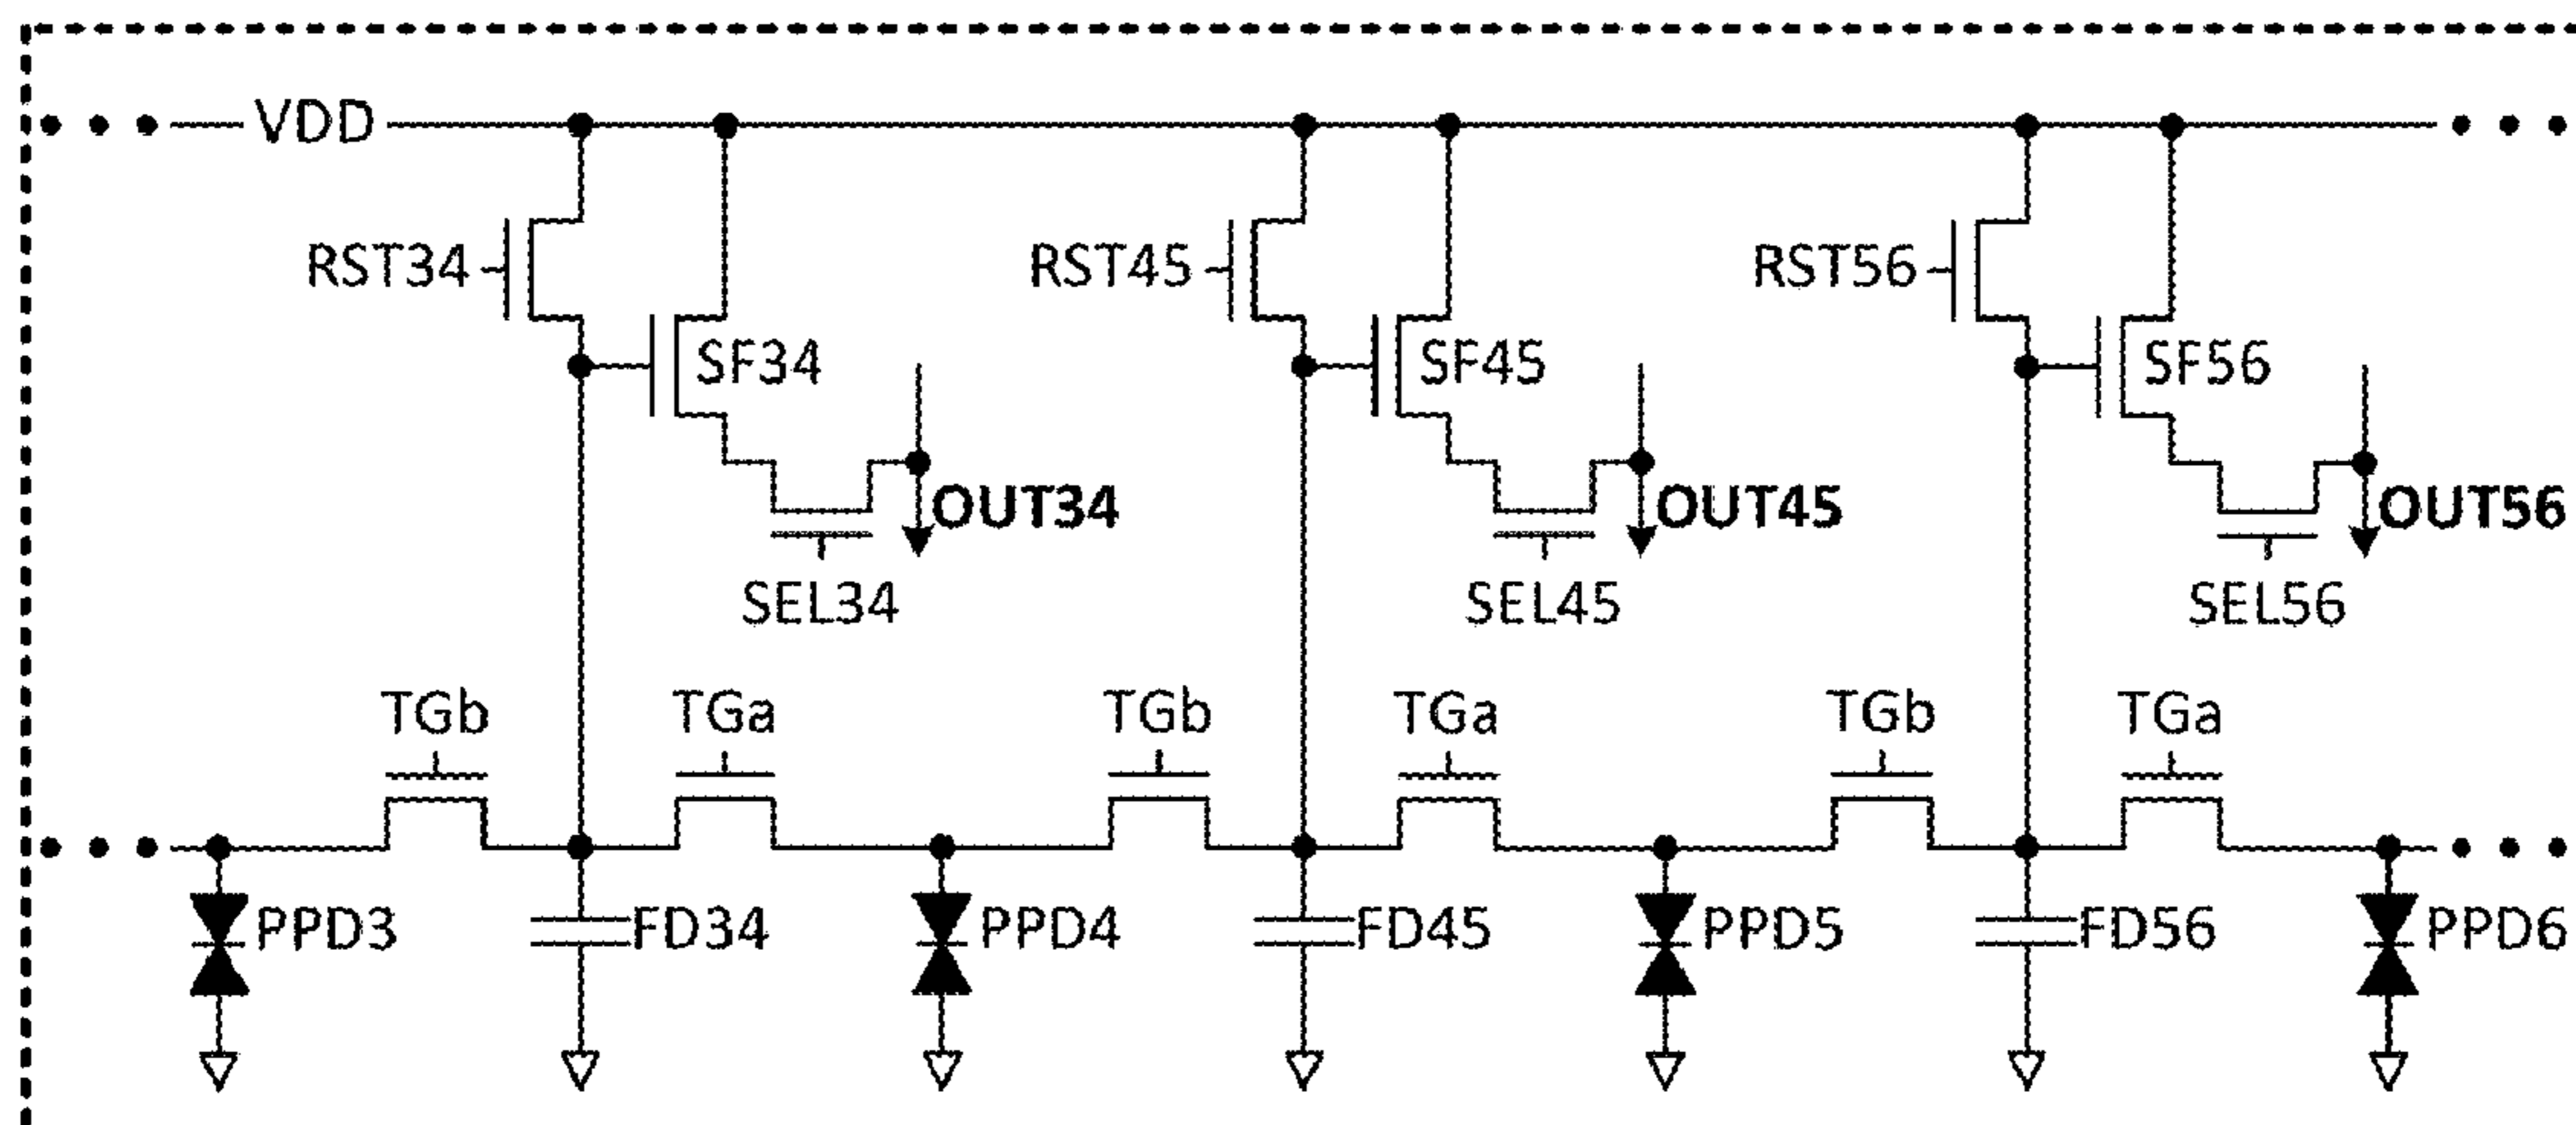 VDD
RST34 RST45 RST56
SF34 SF45 SF56
OUT34 OUT45 OUT56
SEL34 SEL45 SEL56
TGb TGa TGb TGa TGb TGa
PPD3 FD34 PPD4 FD45 PPD5 FD56 PPD6